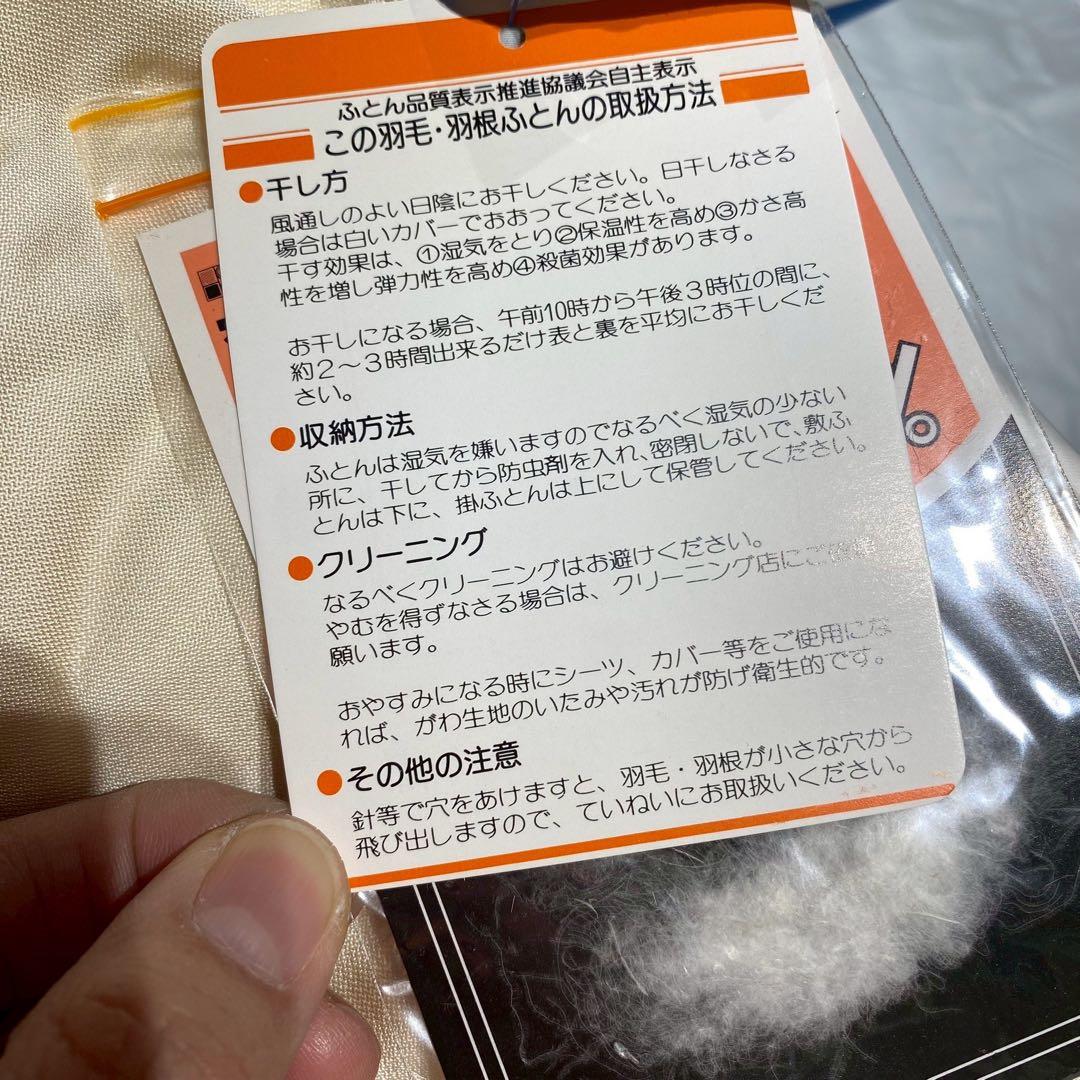 ふとん品質表示推進協議会自主表示
この羽毛・羽根ふとんの取扱方法
●干し方
風通しのよい日陰にお干しください。日干しなさる
場合は白いカバーでおおってください。
干す効果は、①湿気をとり②保温性を高め③かさ高
性を増し弾力性を高め④殺菌効果があります。
お干しになる場合、午前10時から午後3時位の間に、
約2〜3時間出来るだけ表と裏を平均にお干しくだ
さい。
●収納方法
ふとんは湿気を嫌いますのでなるべく湿気の少ない
所に、干してから防虫剤を入れ、密閉しないで、敷ふ
とんは下に、掛ふとんは上にして保管してください。
●クリーニング
なるべくクリーニングはお避けください。
やむを得ずなさる場合は、クリーニング店にご
願います。
おやすみになる時にシーツ、カバー等をご使用にな
れば、がわ生地のいたみや汚れが防げ衛生的です。
●その他の注意
針等で穴をあけますと、羽毛・羽根が小さな穴から
飛び出しますので、ていねいにお取扱いください。
%